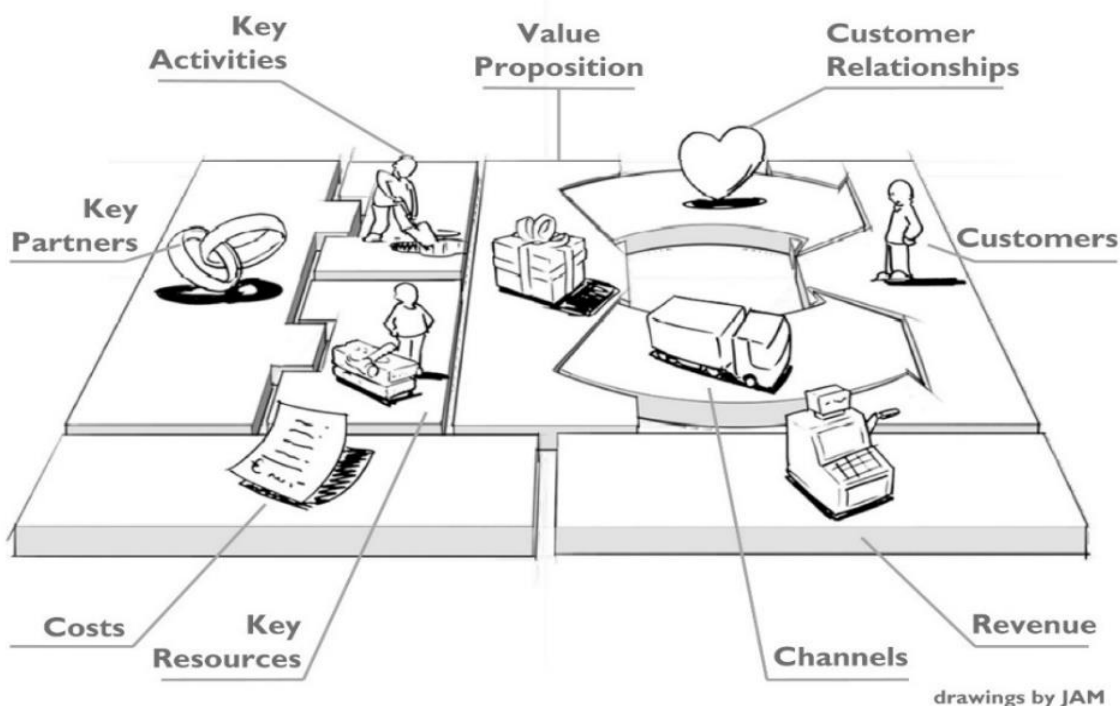 Key
Activities
Value
Proposition
Customer
Relationships
Key
Partners
Customers
Costs
Key
Resources
Channels
Revenue
drawings by JAM